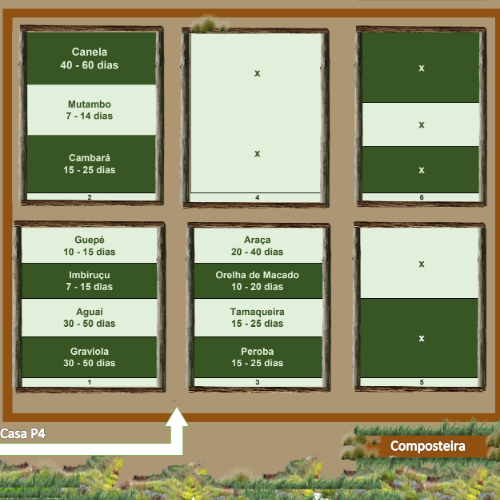 Canela
40 - 60 dias
Mutambo
7 - 14 dias
Cambará
15 - 25 dias
2
x
x
4
x
x
x
6
Guepé
10 - 15 dias
Imbiruçu
7 - 15 dias
Aguaí
30 - 50 dias
Graviola
30 - 50 dias
1
Araça
20 - 40 dias
Orelha de Macado
10 - 20 dias
Tamaqueira
15 - 25 dias
Peroba
15 - 25 dias
3
x
x
5
Casa P4
Composteira